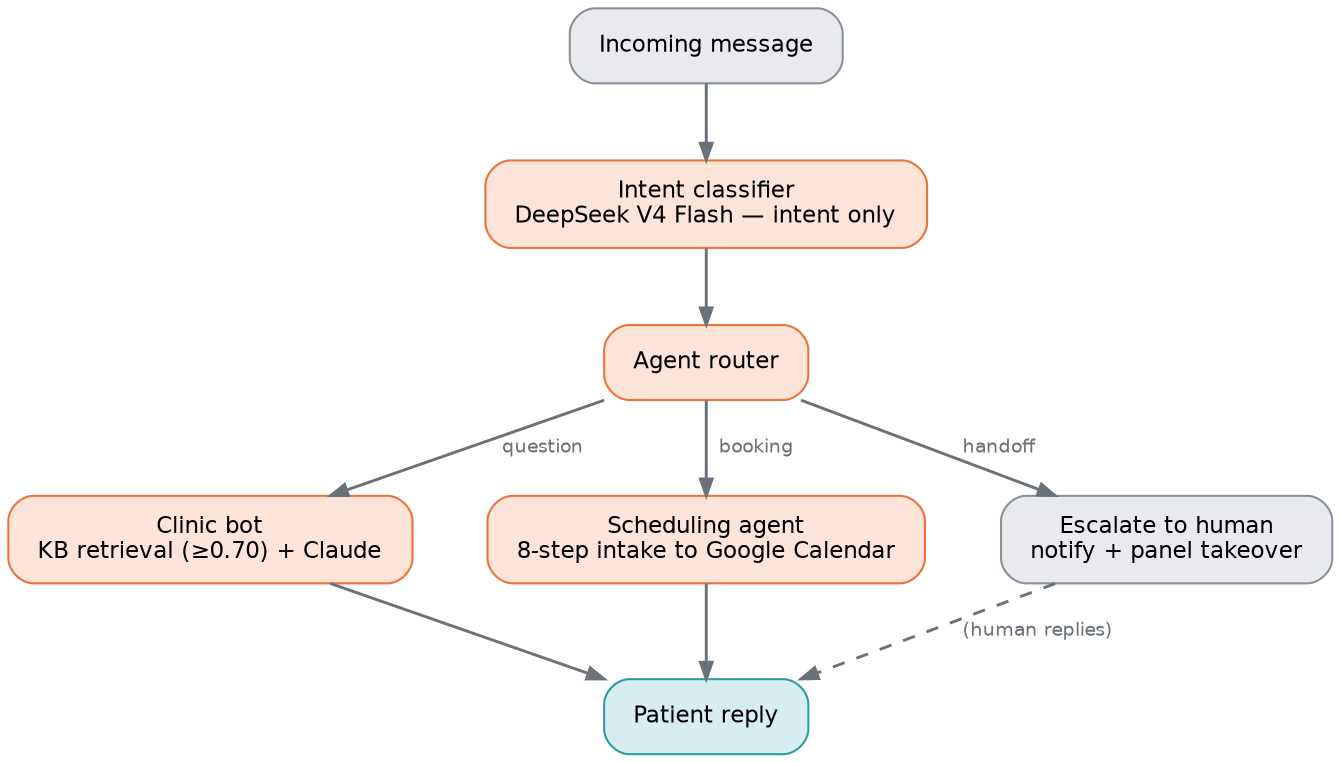 Incoming message
Intent classifier
DeepSeek V4 Flash — intent only
Agent router
question
booking
handoff
Clinic bot
KB retrieval (≥0.70) + Claude
Scheduling agent
8-step intake to Google Calendar
Escalate to human
notify + panel takeover
(human replies)
Patient reply